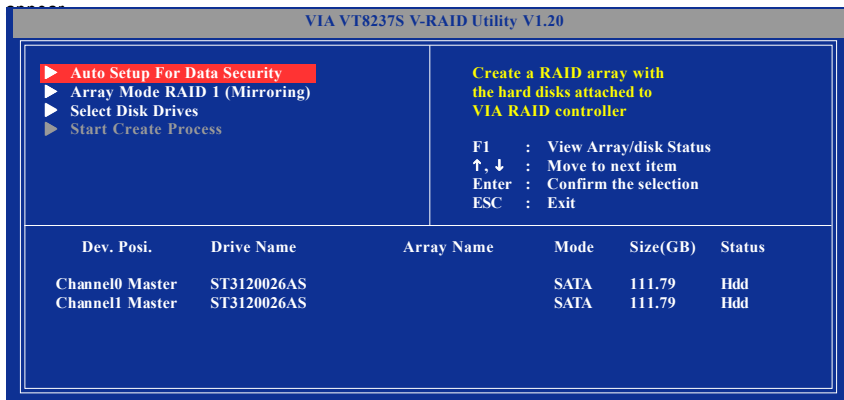 VIA VT8237S V-RAID Utility V1.20
Auto Setup For Data Security
Array Mode RAID 1 (Mirroring)
Select Disk Drives
Start Create Process
Create a RAID array with
the hard disks attached to
VIA RAID controller
F1 : View Array/disk Status
↑,↓ : Move to next item
Enter : Confirm the selection
ESC : Exit
Dev. Posi. Drive Name Array Name Mode Size(GB) Status
Channel0 Master ST3120026AS SATA 111.79 Hdd
Channel1 Master ST3120026AS SATA 111.79 Hdd